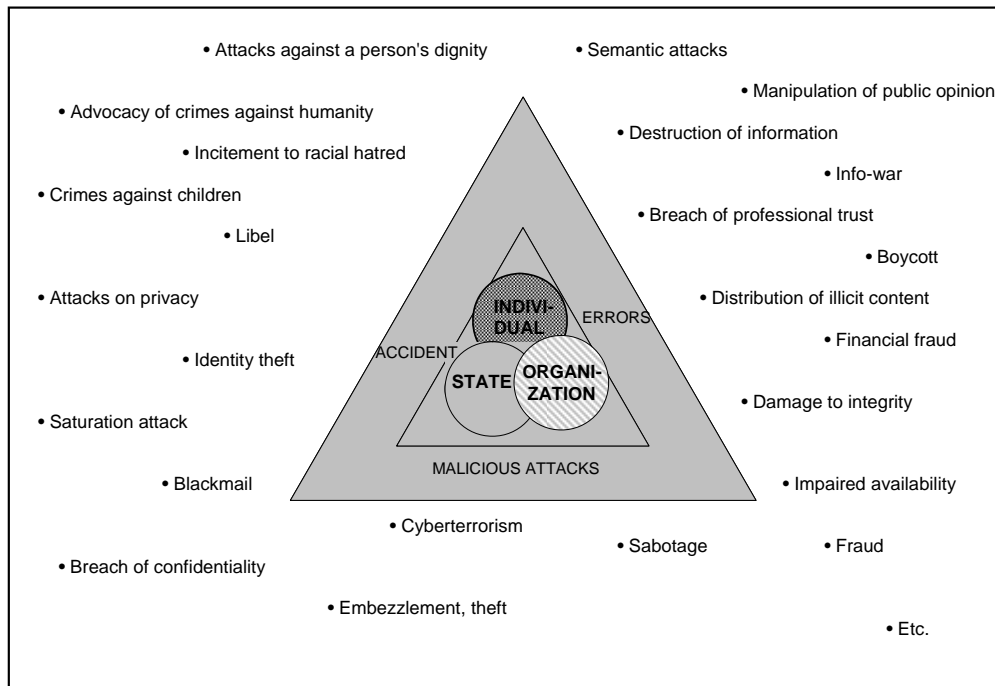 • Attacks against a person's dignity
• Semantic attacks
• Manipulation of public opinion
• Advocacy of crimes against humanity
• Destruction of information
• Incitement to racial hatred
• Info-war
• Crimes against children
• Breach of professional trust
• Libel
• Boycott
• Attacks on privacy
• Distribution of illicit content
INDIVI-
DUAL
ERRORS
• Financial fraud
ACCIDENT
• Identity theft
STATE
ORGANI-
ZATION
• Damage to integrity
• Saturation attack
MALICIOUS ATTACKS
• Blackmail
• Impaired availability
• Cyberterrorism
• Sabotage
• Fraud
• Breach of confidentiality
• Embezzlement, theft
• Etc.